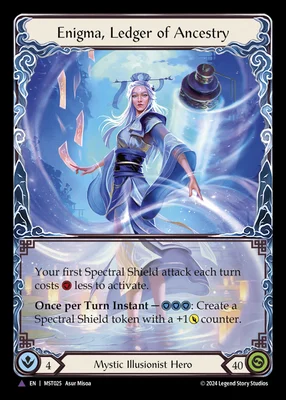 Enigma, Ledger of Ancestry
Your first Spectral Shield attack each turn
costs less to activate.
Once per Turn Instant – : Create a
Spectral Shield token with a +1 counter.
4 Mystic Illusionist Hero 40
EN | MST025 Asur Misoa © 2024 Legend Story Studios